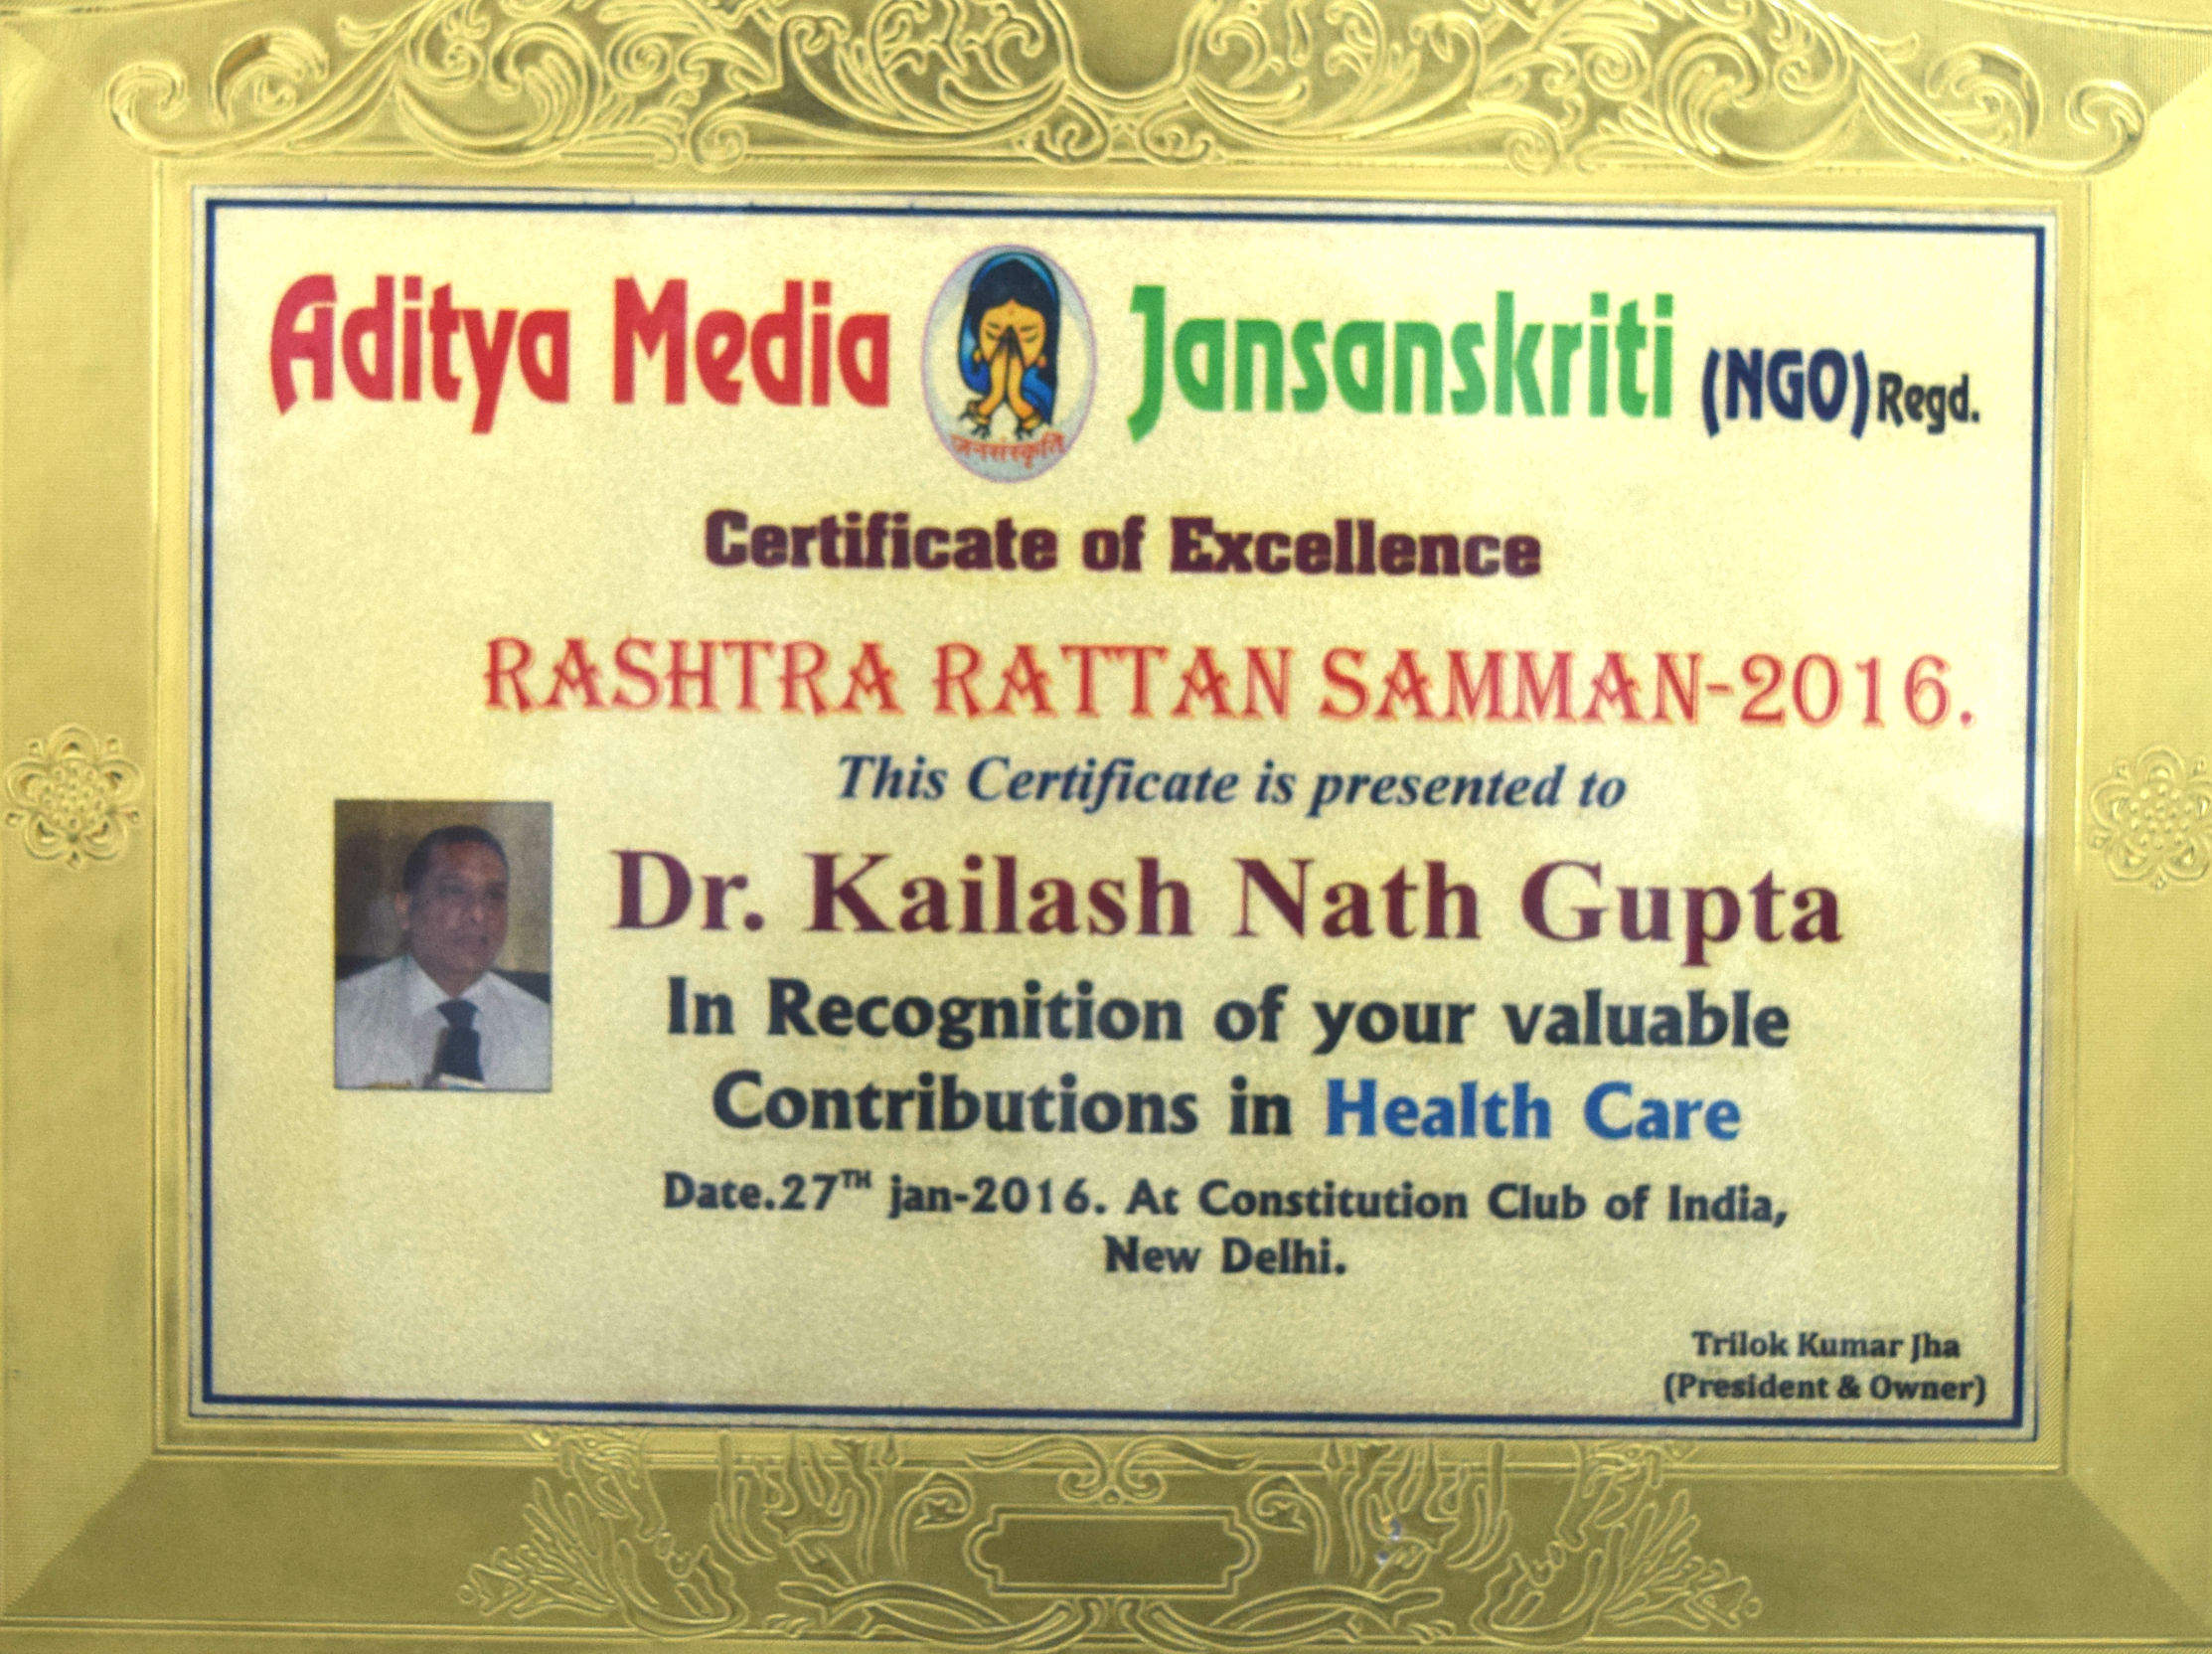 Aditya Media Jansanskriti (NGO) Regd.
जनसंस्कृति
Certificate of Excellence
RASHTRA RATTAN SAMMAN-2016.
This Certificate is presented to
Dr. Kailash Nath Gupta
In Recognition of your valuable
Contributions in Health Care
Date.27TH jan-2016. At Constitution Club of India,
New Delhi.
Trilok Kumar Jha
(President & Owner)